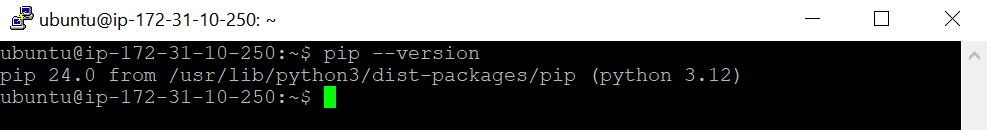 ubuntu@ip-172-31-10-250: ~
ubuntu@ip-172-31-10-250:~$ pip --version
pip 24.0 from /usr/lib/python3/dist-packages/pip (python 3.12)
ubuntu@ip-172-31-10-250:~$